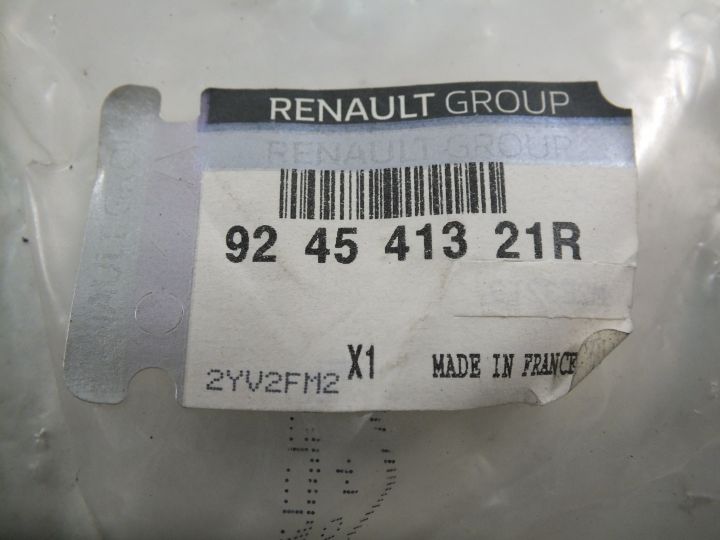 RENAULT GROUP
RENAULT GROUP
92 45 413 21R
X1
2YV2FM2
MADE IN FRANCE